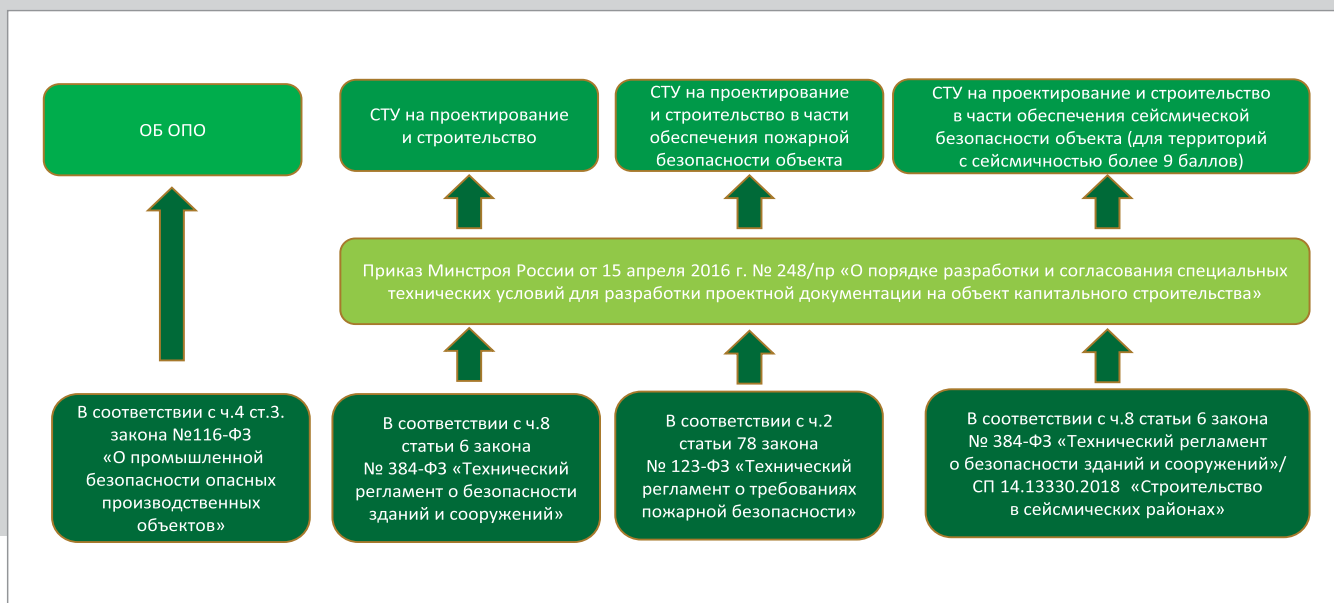 ОБ ОПО
СТУ на проектирование
и строительство
СТУ на проектирование
и строительство в части
обеспечения пожарной
безопасности объекта
СТУ на проектирование и строительство
в части обеспечения сейсмической
безопасности объекта (для территорий
с сейсмичностью более 9 баллов)
Приказ Минстроя России от 15 апреля 2016 г. № 248/пр «О порядке разработки и согласования специальных
технических условий для разработки проектной документации на объект капитального строительства»
В соответствии с ч.4 ст.3.
закона №116-ФЗ
«О промышленной
безопасности опасных
производственных
объектов»
В соответствии с ч.8
статьи 6 закона
№ 384-ФЗ «Технический
регламент о безопасности
зданий и сооружений»
В соответствии с ч.2
статьи 78 закона
№ 123-ФЗ «Технический
регламент о требованиях
пожарной безопасности»
В соответствии с ч.8 статьи 6 закона
№ 384-ФЗ «Технический регламент
о безопасности зданий и сооружений»/
СП 14.13330.2018 «Строительство
в сейсмических районах»